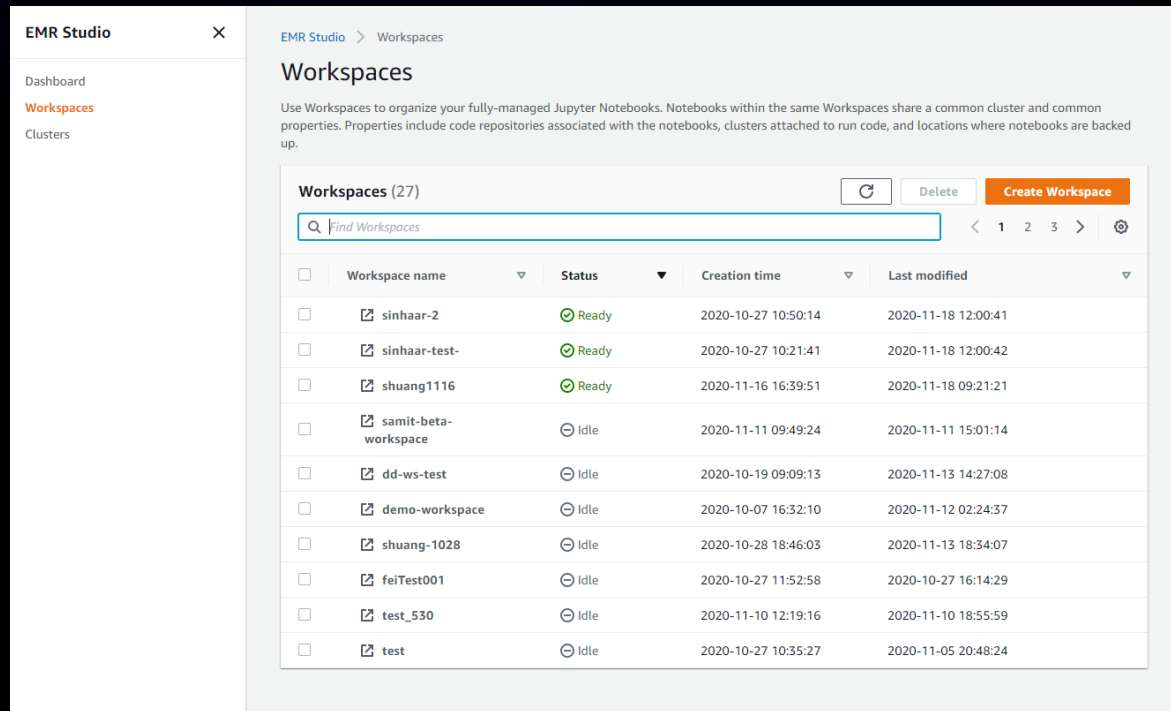 EMR Studio
Dashboard
Workspaces
Clusters
EMR Studio > Workspaces
Workspaces
Use Workspaces to organize your fully-managed Jupyter Notebooks. Notebooks within the same Workspaces share a common cluster and common
properties. Properties include code repositories associated with the notebooks, clusters attached to run code, and locations where notebooks are backed
up.
Workspaces (27) Delete Create Workspace
Find Workspaces 1 2 3
Workspace name Status Creation time Last modified
sinhaar-2 Ready 2020-10-27 10:50:14 2020-11-18 12:00:41
sinhaar-test- Ready 2020-10-27 10:21:41 2020-11-18 12:00:42
shuang1116 Ready 2020-11-16 16:39:51 2020-11-18 09:21:21
samit-beta-
workspace Idle 2020-11-11 09:49:24 2020-11-11 15:01:14
dd-ws-test Idle 2020-10-19 09:09:13 2020-11-13 14:27:08
demo-workspace Idle 2020-10-07 16:32:10 2020-11-12 02:24:37
shuang-1028 Idle 2020-10-28 18:46:03 2020-11-13 18:34:07
feiTest001 Idle 2020-10-27 11:52:58 2020-10-27 16:14:29
test_530 Idle 2020-11-10 12:19:16 2020-11-10 18:55:59
test Idle 2020-10-27 10:35:27 2020-11-05 20:48:24